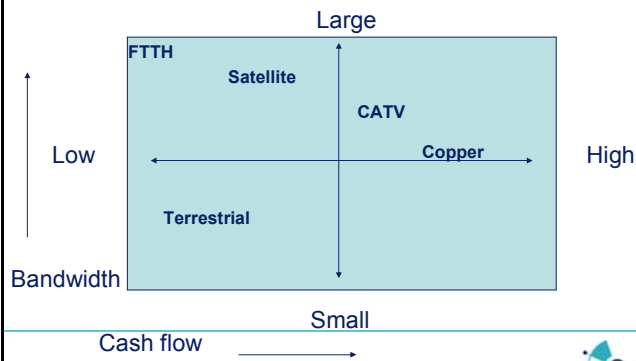 Large
FTTH
Satellite
CATV
Low
Copper
High
Terrestrial
Bandwidth
Small
Cash flow